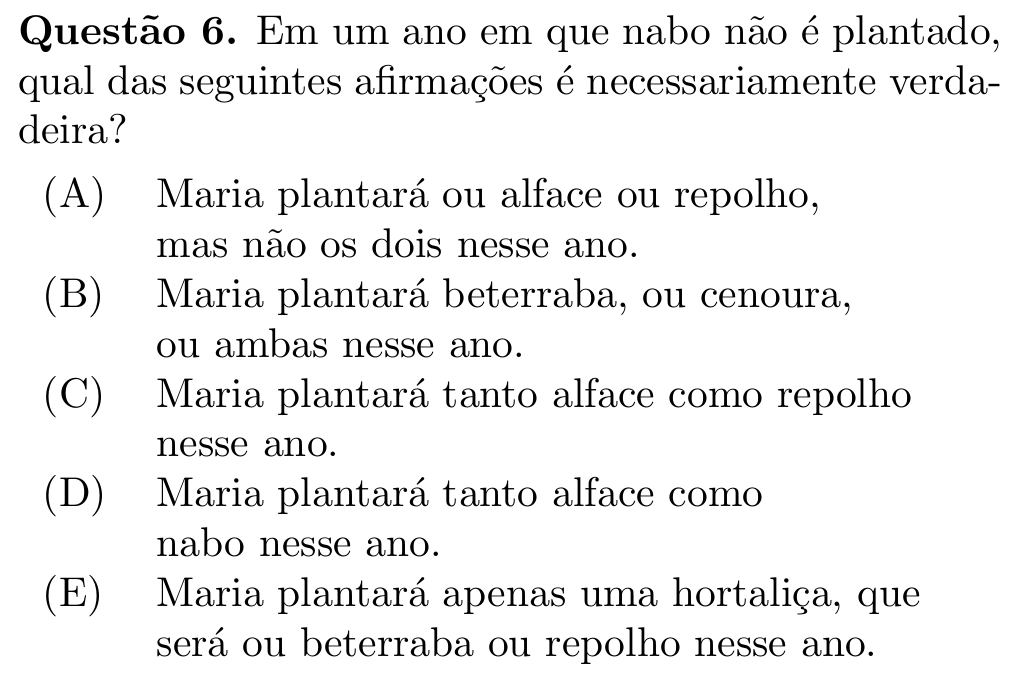 Questão 6. Em um ano em que nabo não é plantado,
qual das seguintes afirmações é necessariamente verda-
deira?
(A) Maria plantará ou alface ou repolho,
mas não os dois nesse ano.
(B) Maria plantará beterraba, ou cenoura,
ou ambas nesse ano.
(C) Maria plantará tanto alface como repolho
nesse ano.
(D) Maria plantará tanto alface como
nabo nesse ano.
(E) Maria plantará apenas uma hortaliça, que
será ou beterraba ou repolho nesse ano.